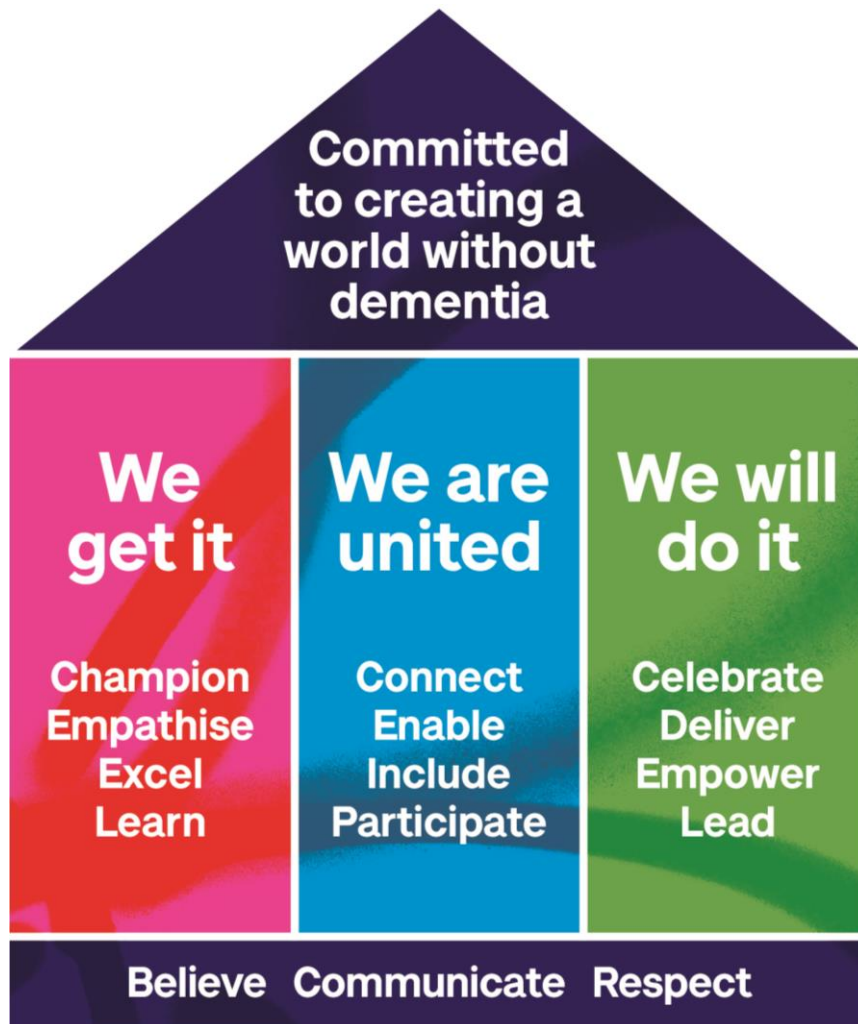 Committed
to creating a
world without
dementia
We
get it
Champion
Empathise
Excel
Learn
We are
united
Connect
Enable
Include
Participate
We will
do it
Celebrate
Deliver
Empower
Lead
Believe Communicate Respect